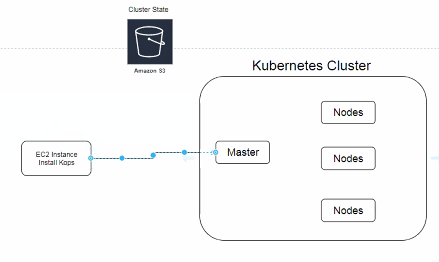 Cluster State
Amazon S3
Kubernetes Cluster
Nodes
EC2 Instance
Install Kops
Master
Nodes
Nodes